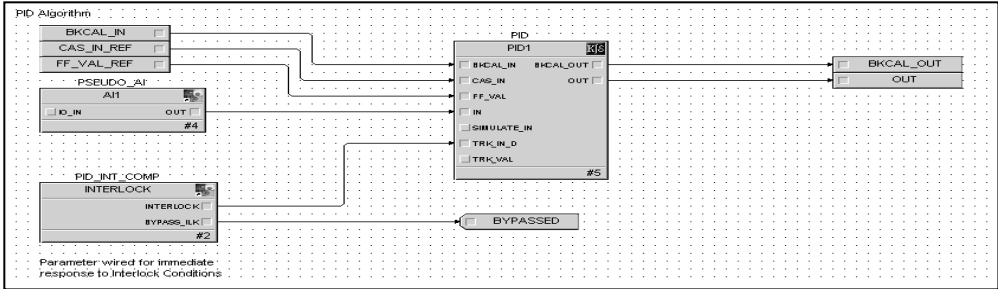 PID Algorithm
BKCAL_IN
CAS_IN_REF
FF_VAL_REF
PSEUDO_AI
AI1
IO_IN OUT
#4
PID_INT_COMP
INTERLOCK
INTERLOCK
BYPASS_ILK
#2
Parameter wired for immediate
response to Interlock Conditions
PID
PID1 K S
BKCAL_IN BKCAL_OUT
CAS_IN OUT
FF_VAL
IN
SIMULATE_IN
TRK_IN_D
TRK_VAL
#5
BYPASSED
BKCAL_OUT
OUT